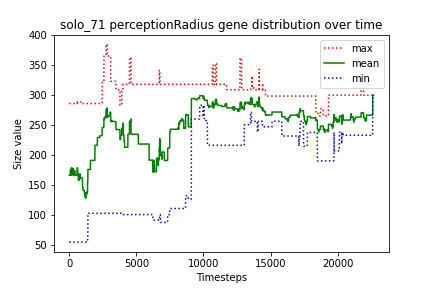 solo_71 perceptionRadius gene distribution over time
400
350
300
250
200
150
100
50
Size value
max
mean
min
0
5000
10000
15000
20000
Timesteps